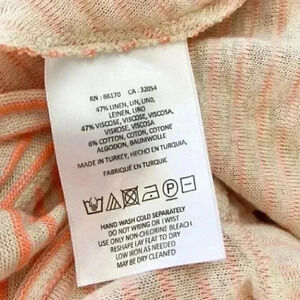 RN : 66170 CA : 32054
47% LINEN, LIN, LINO,
LEINEN, LINO
47% VISCOSE, VISCOSE, VISCOSA,
VISKOSE, VISCOSA
6% COTTON, COTON, COTONE
ALGODON, BAUMWOLL
MADE IN TURKEY, HECHO EN TURQUIA,
FABRIQUÉ EN TURQUIE
P
HAND WASH COLD SEPARATELY
DO NOT WRING OR TWIST
USE ONLY NON-CHLORINE BLEACH
RESHAPE LAY FLAT TO DRY
LOW IRON AS NEEDED
MAY BE DRY CLEANED